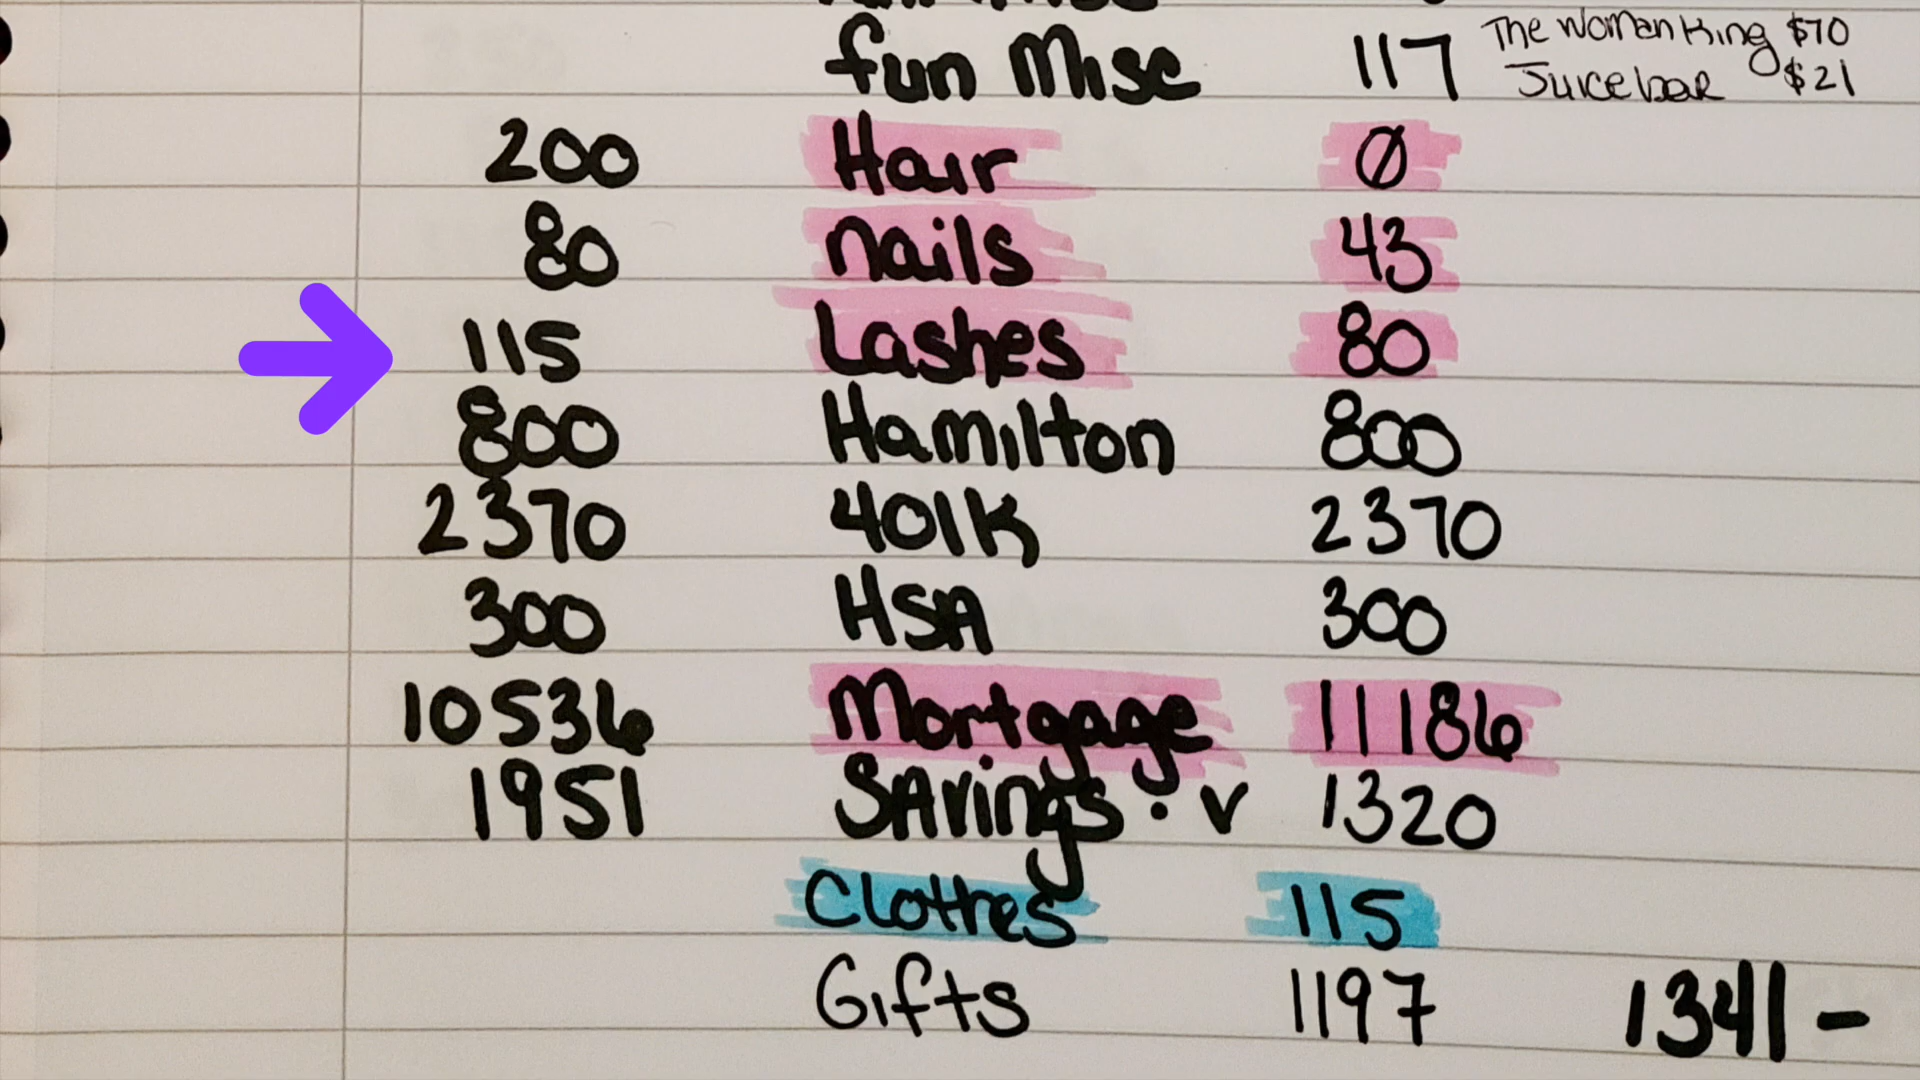 fun Misc 117 The Woman King $70
Juice bar $21
200 Hair Ø
80 Nails 43
115 Lashes 80
800 Hamilton 800
2370 401K 2370
300 HSA 300
10536 Mortgage 11186
1951 SAvings · v 1320
Clothes 115
Gifts 1197 1341 -